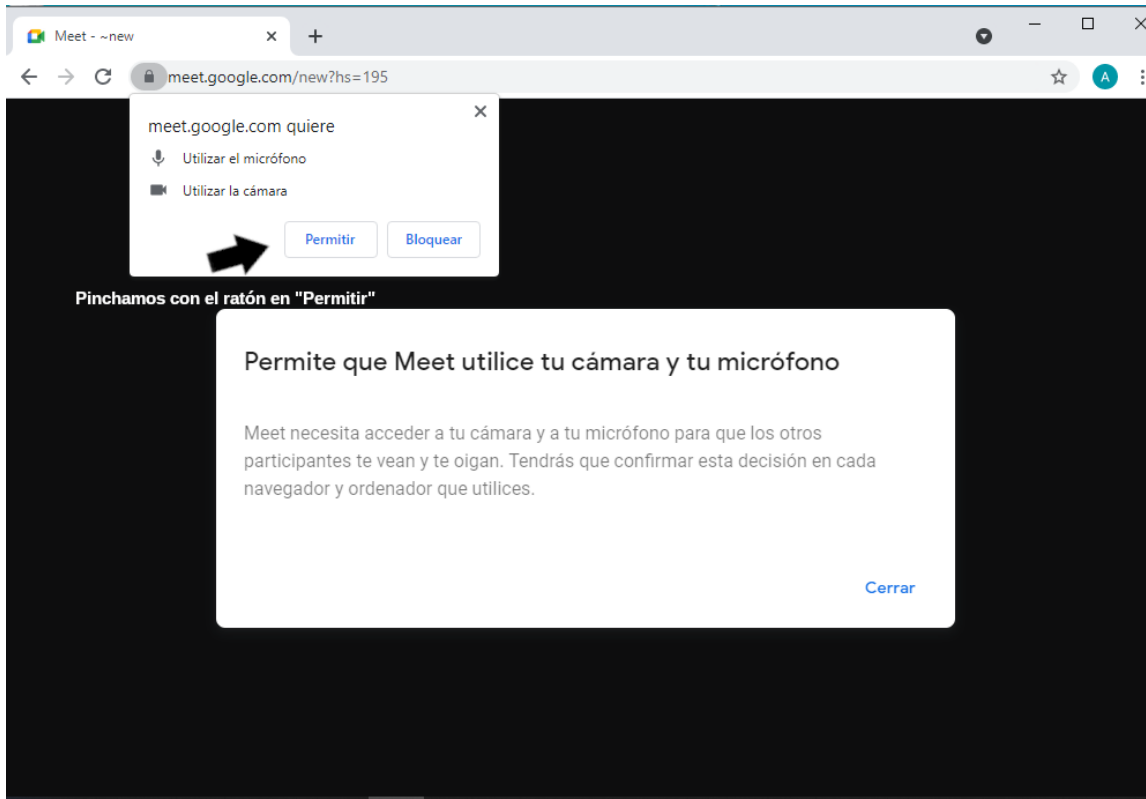 Meet - ~new
meet.google.com/new?hs=195
A
meet.google.com quiere
Utilizar el micrófono
Utilizar la cámara
Permitir Bloquear
Pinchamos con el ratón en "Permitir"
Permite que Meet utilice tu cámara y tu micrófono
Meet necesita acceder a tu cámara y a tu micrófono para que los otros
participantes te vean y te oigan. Tendrás que confirmar esta decisión en cada
navegador y ordenador que utilices.
Cerrar